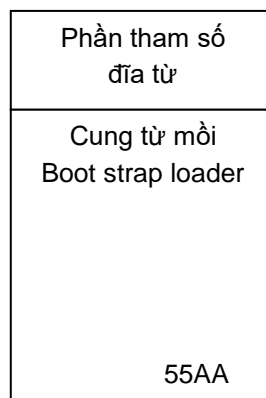 Phần tham số
đĩa từ
Cung từ mồi
Boot strap loader
55AA